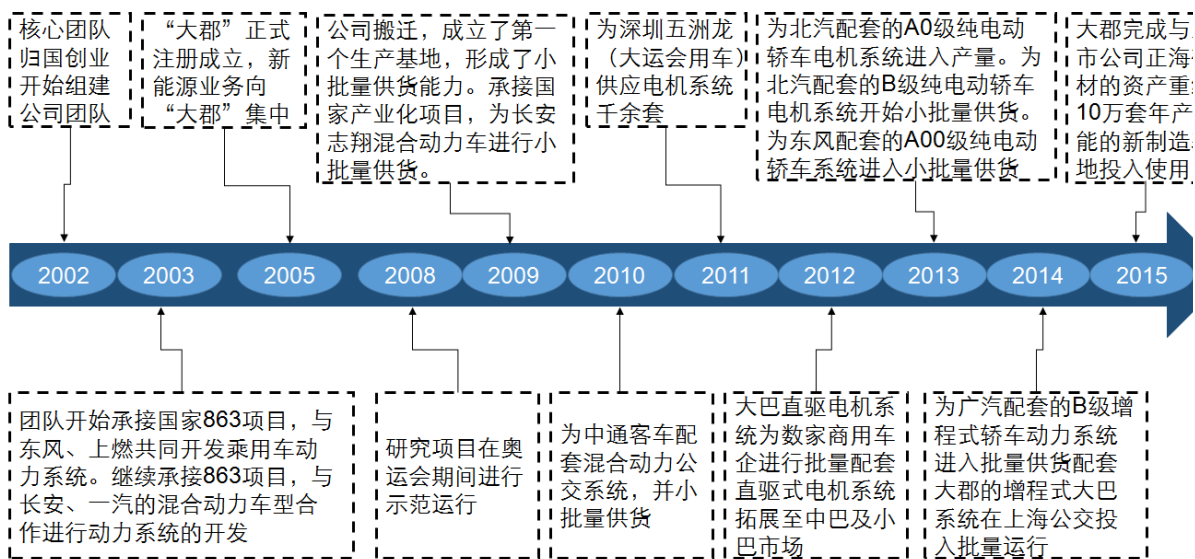 核心团队
归国创业
开始组建
公司团队
“大郡”正式
注册成立，新
能源业务向
“大郡”集中
公司搬迁，成立了第一
个生产基地，形成了小
批量供货能力。承接国
家产业化项目，为长安
志翔混合动力车进行小
批量供货。
为深圳五洲龙
（大运会用车）
供应电机系统
千余套
为北汽配套的A0级纯电动
轿车电机系统进入产量。为
北汽配套的B级纯电动轿车
电机系统开始小批量供货。
为东风配套的A00级纯电动
轿车系统进入小批量供货
大郡完成与
市公司正海
材的资产重
10万套年产
能的新制造
地投入使用
2002
2003
2005
2008
2009
2010
2011
2012
2013
2014
2015
团队开始承接国家863项目，与
东风、上燃共同开发乘用车动
力系统。继续承接863项目，与
长安、一汽的混合动力车型合
作进行动力系统的开发
研究项目在奥
运会期间进行
示范运行
为中通客车配
套混合动力公
交系统，并小
批量供货
大巴直驱电机系
统为数家商用车
企进行批量配套
直驱式电机系统
拓展至中巴及小
巴市场
为广汽配套的B级增
程式轿车动力系统
进入批量供货配套
大郡的增程式大巴
系统在上海公交投
入批量运行